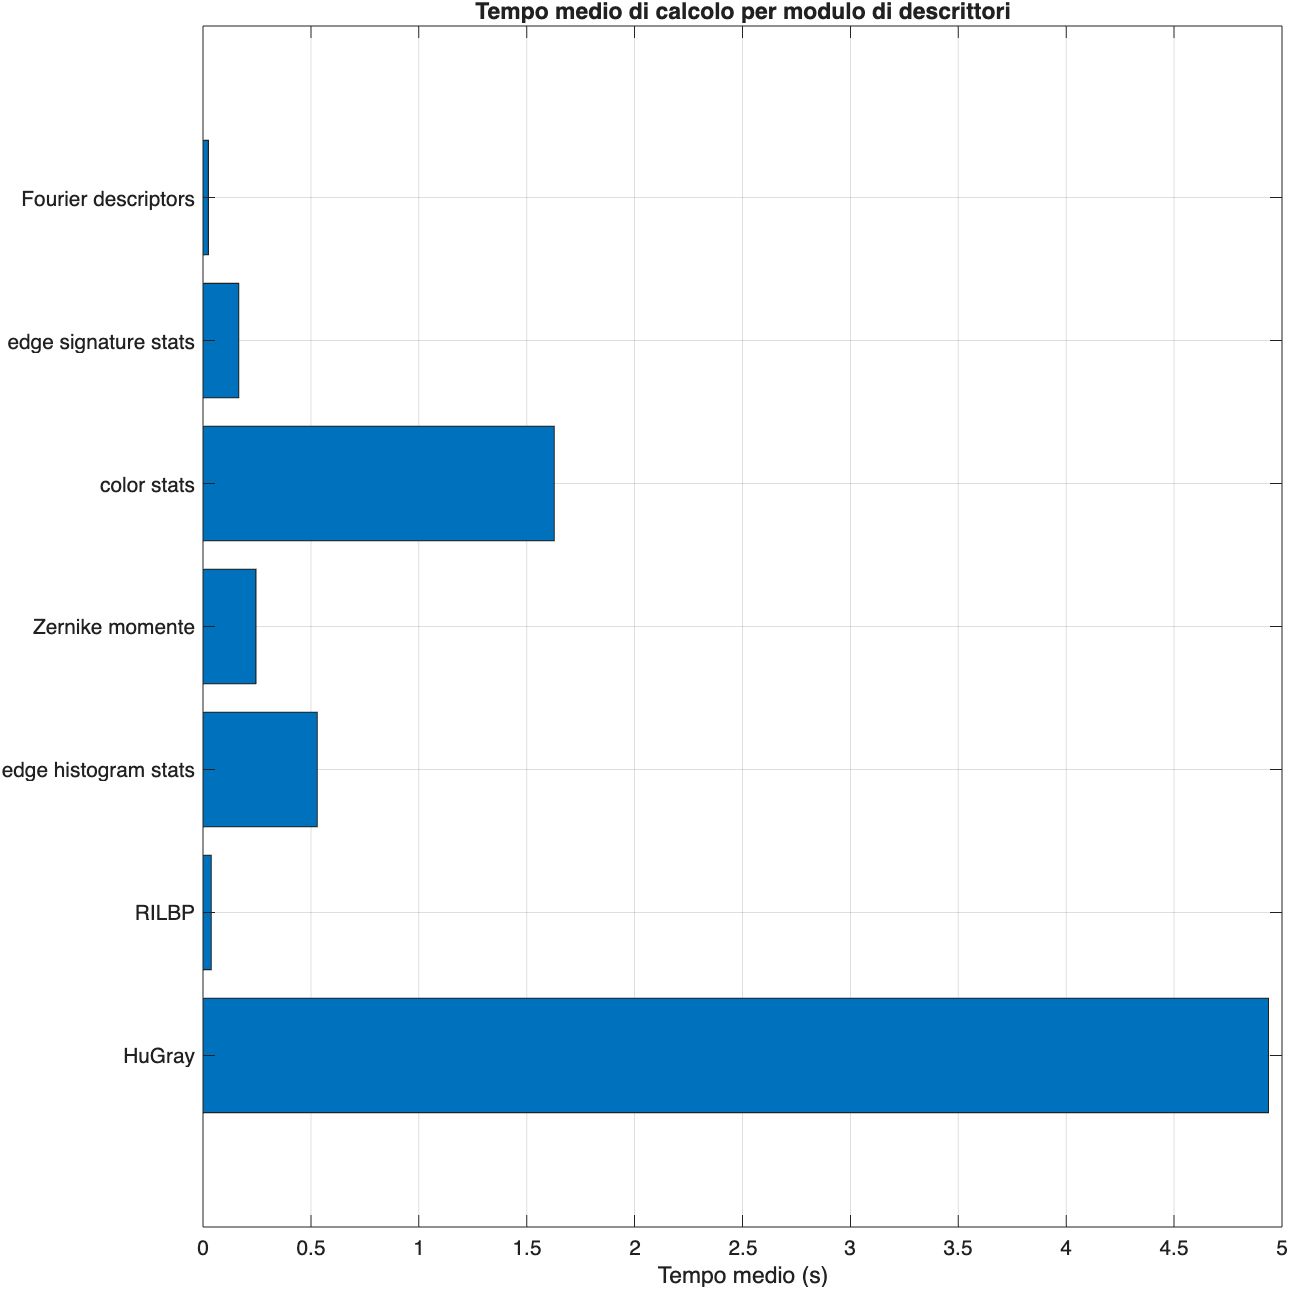 Tempo medio di calcolo per modulo di descrittori
Fourier descriptors
edge signature stats
color stats
Zernike momente
edge histogram stats
RILBP
HuGray
0 0.5 1 1.5 2 2.5 3 3.5 4 4.5 5
Tempo medio (s)